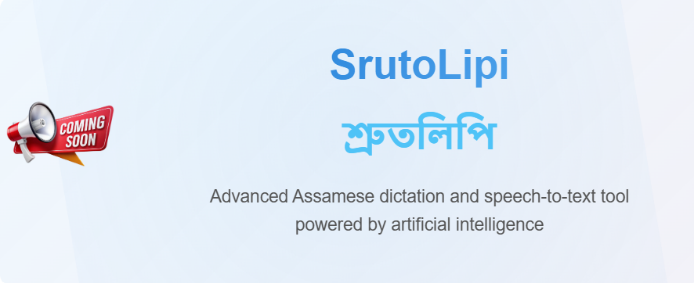 SrutoLipi
শ্রুতলিপি
COMING
SOON
Advanced Assamese dictation and speech-to-text tool
powered by artificial intelligence